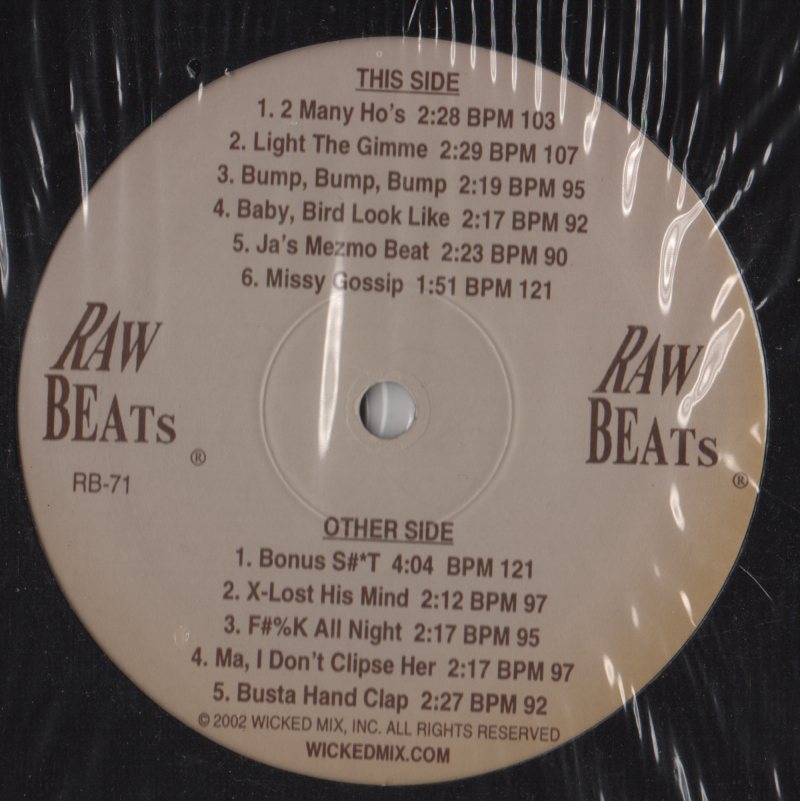 THIS SIDE
1. 2 Many Ho's 2:28 BPM 103
2. Light The Gimme 2:29 BPM 107
3. Bump, Bump, Bump 2:19 BPM 95
4. Baby, Bird Look Like 2:17 BPM 92
5. Ja's Mezmo Beat 2:23 BPM 90
6. Missy Gossip 1:51 BPM 121
RAW
BEATS ®
RB-71
RAW
BEATS ®
OTHER SIDE
1. Bonus S#*T 4:04 BPM 121
2. X-Lost His Mind 2:12 BPM 97
3. F#%K All Night 2:17 BPM 95
4. Ma, I Don't Clipse Her 2:17 BPM 97
5. Busta Hand Clap 2:27 BPM 92
© 2002 WICKED MIX, INC. ALL RIGHTS RESERVED
WICKEDMIX.COM